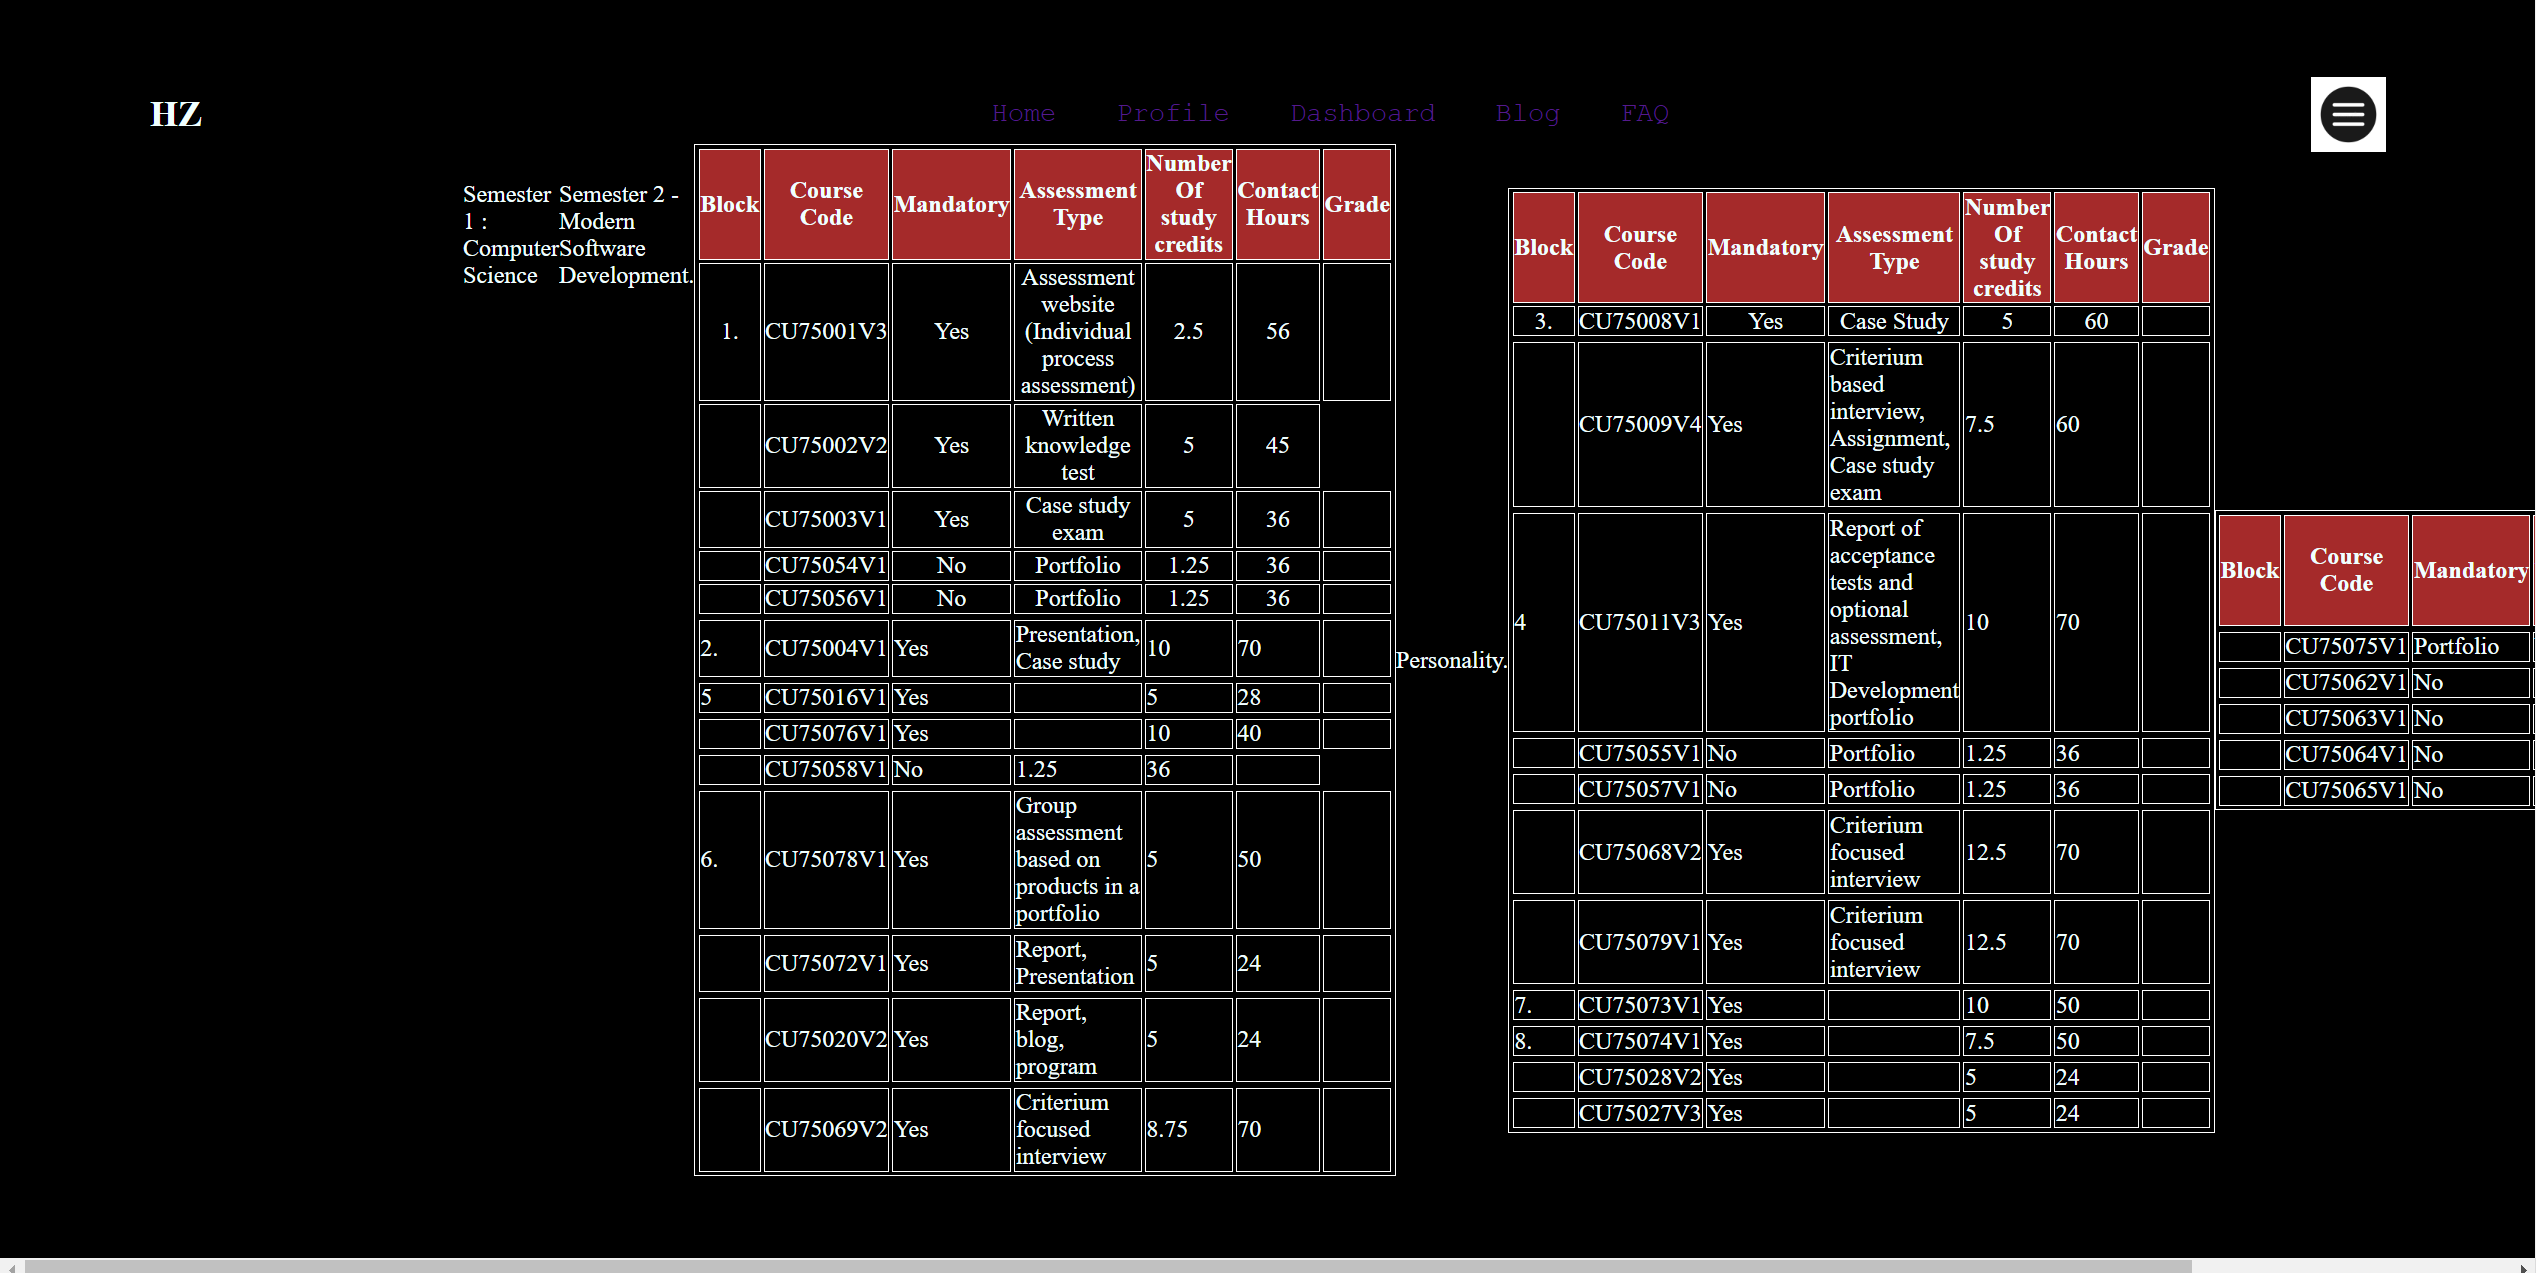 HZ
Home Profile Dashboard Blog FAQ
Semester
1 :
Computer
Science
Semester 2 -
Modern
Software
Development.
Block Course Code Mandatory Assessment Type Number Of study credits Contact Hours Grade
1. CU75001V3 Yes Assessment website (Individual process assessment) 2.5 56
CU75002V2 Yes Written knowledge test 5 45
CU75003V1 Yes Case study exam 5 36
CU75054V1 No Portfolio 1.25 36
CU75056V1 No Portfolio 1.25 36
2. CU75004V1 Yes Presentation, Case study 10 70
5 CU75016V1 Yes 5 28
CU75076V1 Yes 10 40
CU75058V1 No 1.25 36
6. CU75078V1 Yes Group assessment based on products in a portfolio 5 50
CU75072V1 Yes Report, Presentation 5 24
CU75020V2 Yes Report, blog, program 5 24
CU75069V2 Yes Criterium focused interview 8.75 70
Personality.
Block Course Code Mandatory Assessment Type Number Of study credits Contact Hours Grade
3. CU75008V1 Yes Case Study 5 60
CU75009V4 Yes Criterium based interview, Assignment, Case study exam 7.5 60
4 CU75011V3 Yes Report of acceptance tests and optional assessment, IT Development portfolio 10 70
CU75055V1 No Portfolio 1.25 36
CU75057V1 No Portfolio 1.25 36
CU75068V2 Yes Criterium focused interview 12.5 70
CU75079V1 Yes Criterium focused interview 12.5 70
7. CU75073V1 Yes 10 50
8. CU75074V1 Yes 7.5 50
CU75028V2 Yes 5 24
CU75027V3 Yes 5 24
Block Course Code Mandatory
CU75075V1 Portfolio
CU75062V1 No
CU75063V1 No
CU75064V1 No
CU75065V1 No